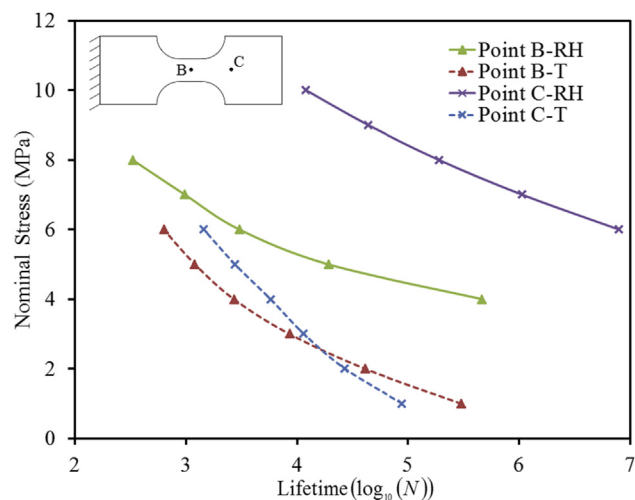 12
10
8
6
4
2
0
Nominal Stress (MPa)
B
C
Point B-RH
Point B-T
Point C-RH
Point C-T
2
3
4
5
6
7
Lifetime(log₁₀(N))